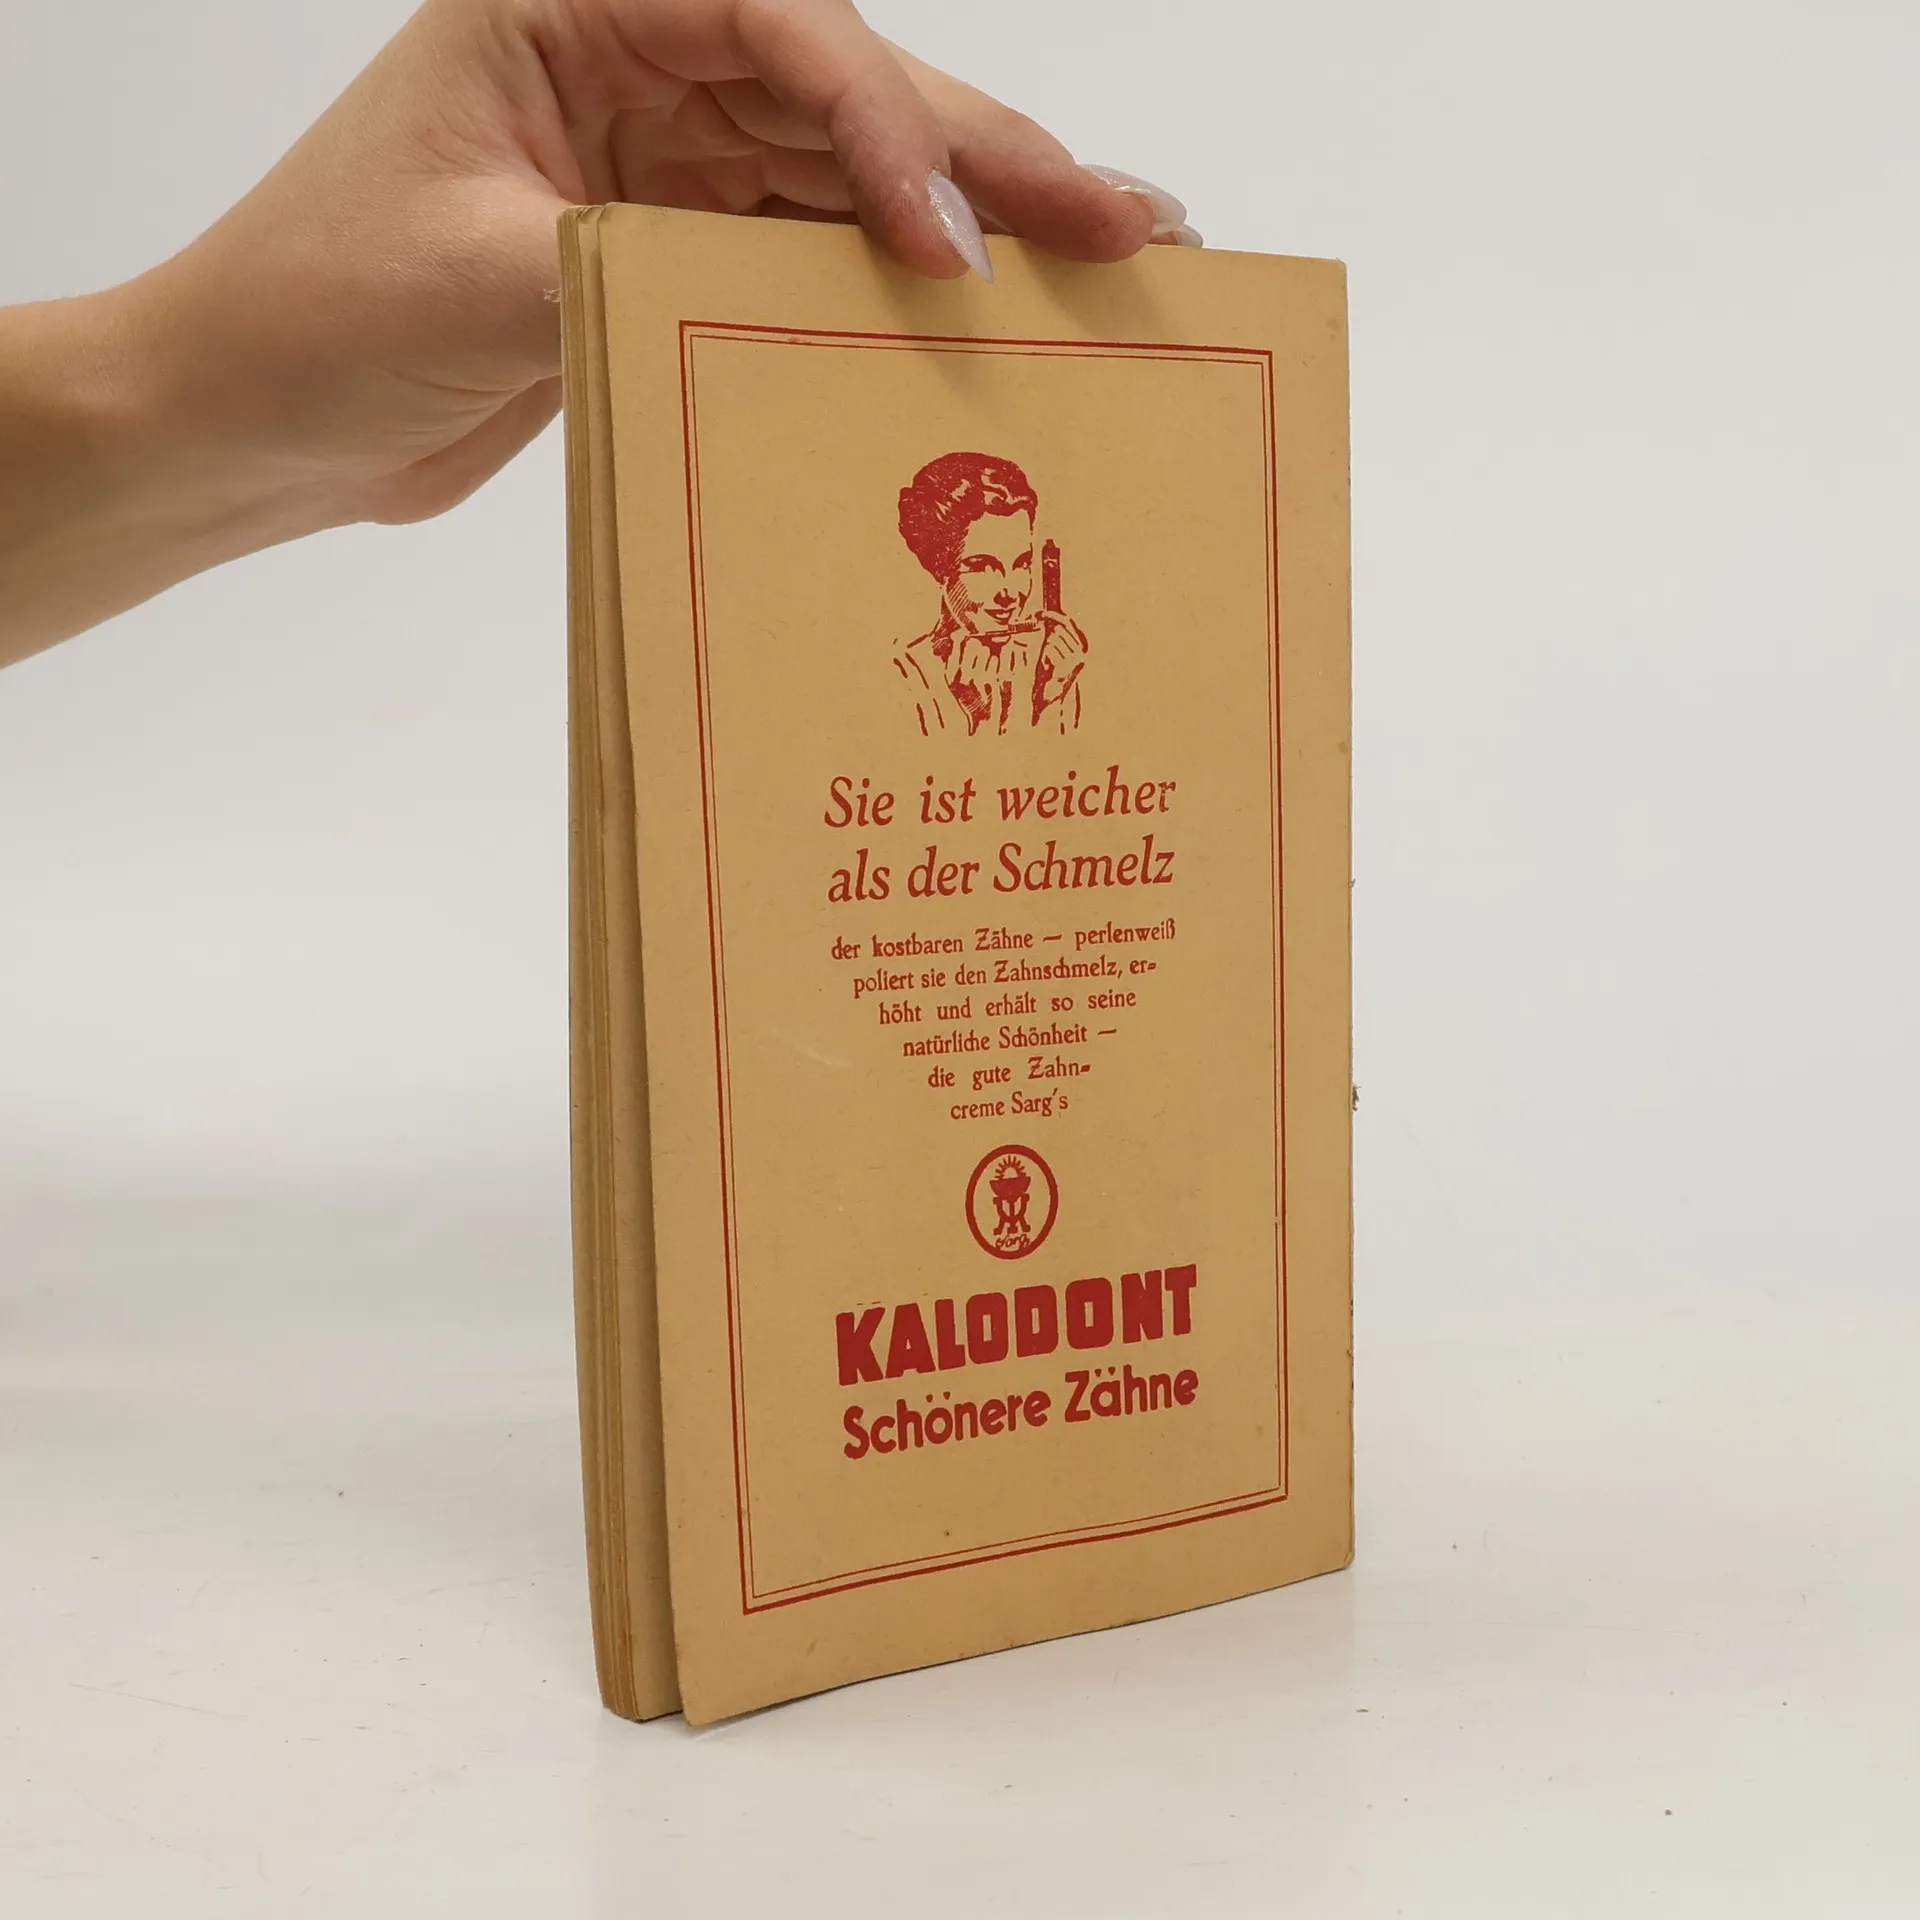 Sie ist weicher
als der Schmelz
der kostbaren Zähne — perlenweiß
poliert sie den Zahnschmelz, er-
höht und erhält so seine
natürliche Schönheit —
die gute Zahn-
creme Sarg's
Sarg
KALODONT
Schönere Zähne